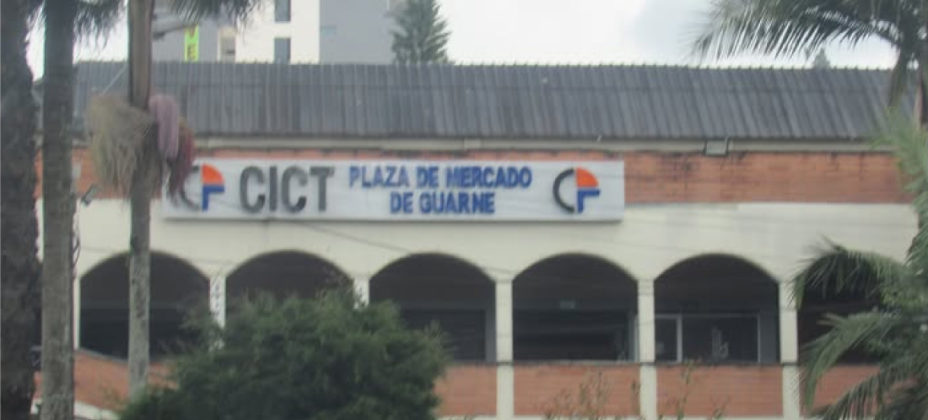 CICT PLAZA DE MERCADO
DE GUARNE